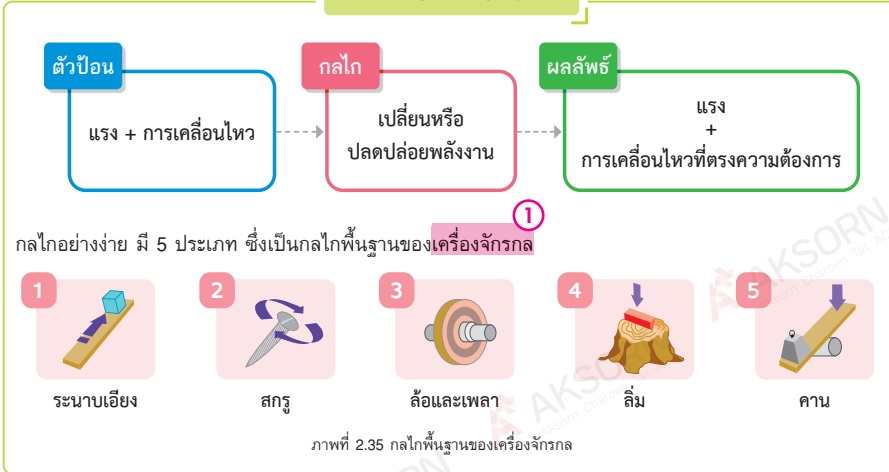 ตัวป้อน
กลไก
ผลลัพธ์
แรง + การเคลื่อนไหว
เปลี่ยนหรือ
ปลดปล่อยพลังงาน
แรง
+
การเคลื่อนไหวที่ตรงความต้องการ
1
กลไกอย่างง่าย มี 5 ประเภท ซึ่งเป็นกลไกพื้นฐานของเครื่องจักรกล
1
2
3
4
5
ระนาบเอียง
สกรู
ล้อและเพลา
ลิ่ม
คาน
ภาพที่ 2.35 กลไกพื้นฐานของเครื่องจักรกล
AKSORN
AKSORN